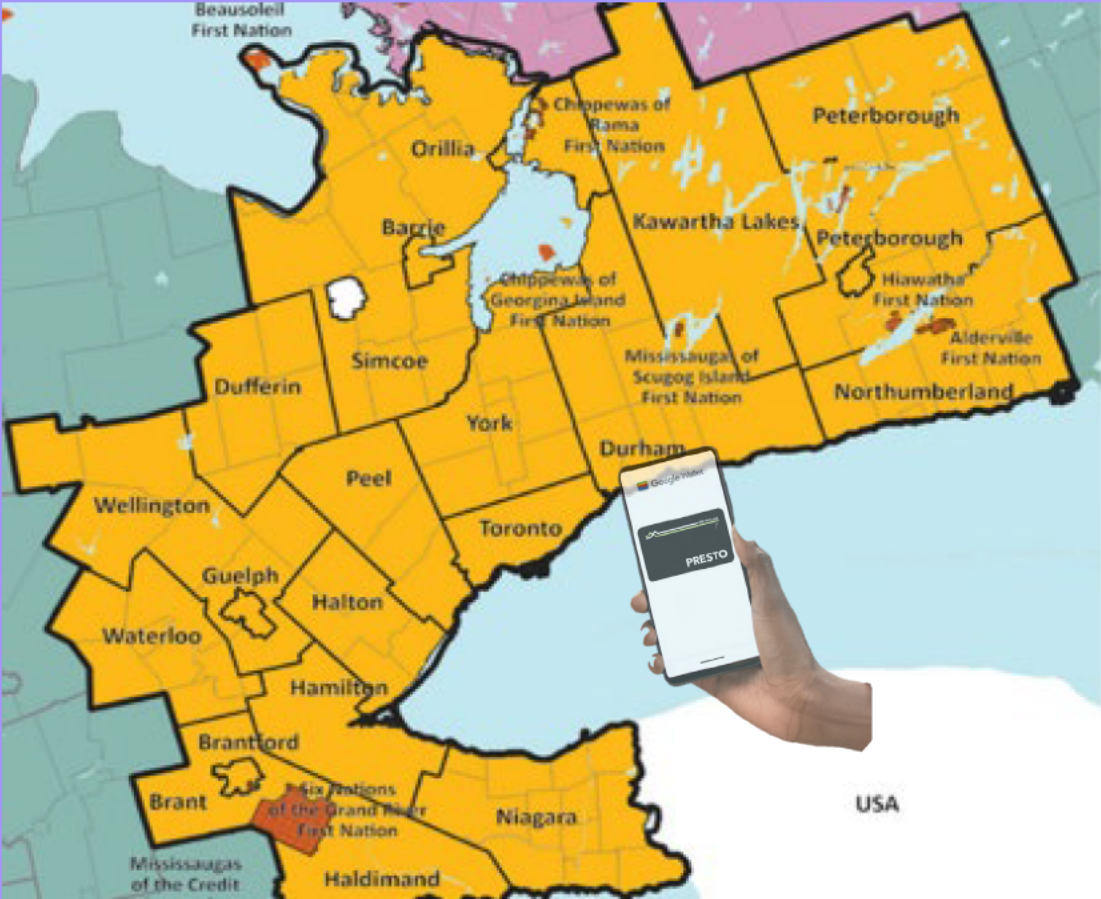 Beausoleil
First Nation
Chippewas of
Rama
First Nation
Peterborough
Orillia
Kawartha Lakes
Barrie
Peterborough
Chippewas of
Georgina Island
First Nation
Hiawatha
First Nation
Alderville
First Nation
Simcoe
Mississaugas of
Scugog Island
First Nation
Dufferin
Northumberland
York
Durham
Peel
Google Wallet
Wellington
Toronto
PRESTO
Guelph
Halton
Waterloo
Hamilton
Brantford
Six Nations
of the Grand River
First Nation
Brant
Niagara
USA
Mississaugas
of the Credit
Haldimand